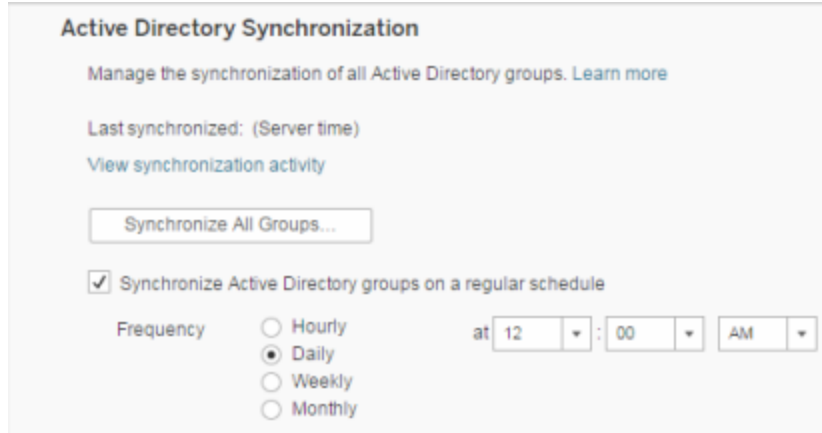 Active Directory Synchronization
Manage the synchronization of all Active Directory groups. Learn more
Last synchronized: (Server time)
View synchronization activity
Synchronize All Groups...
Synchronize Active Directory groups on a regular schedule
Frequency Hourly at 12 : 00 AM
Daily
Weekly
Monthly